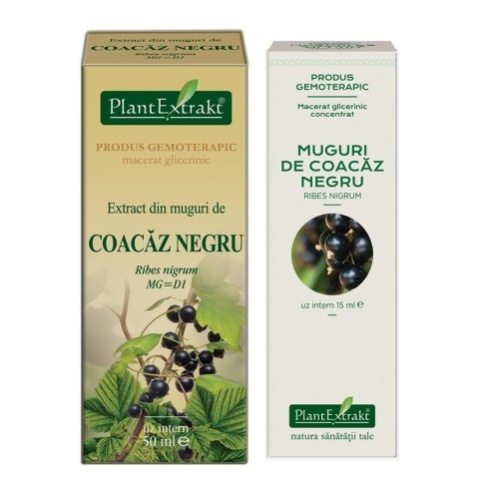 Extract din muguri de
COACĂZ NEGRU
Ribes nigrum
MG=D1
PlantExtrakt®
PRODUS GEMOTERAPIC
macerat glicerinic
Extract din muguri de
COACĂZ NEGRU
Ribes nigrum
MG=D1
uz intern
50 ml e
PRODUS
GEMOTERAPIC
Macerat glicerinic
concentrat
MUGURI
DE COACĂZ
NEGRU
RIBES NIGRUM
uz intern 15 ml e
PlantExtrakt®
natura sănătății tale